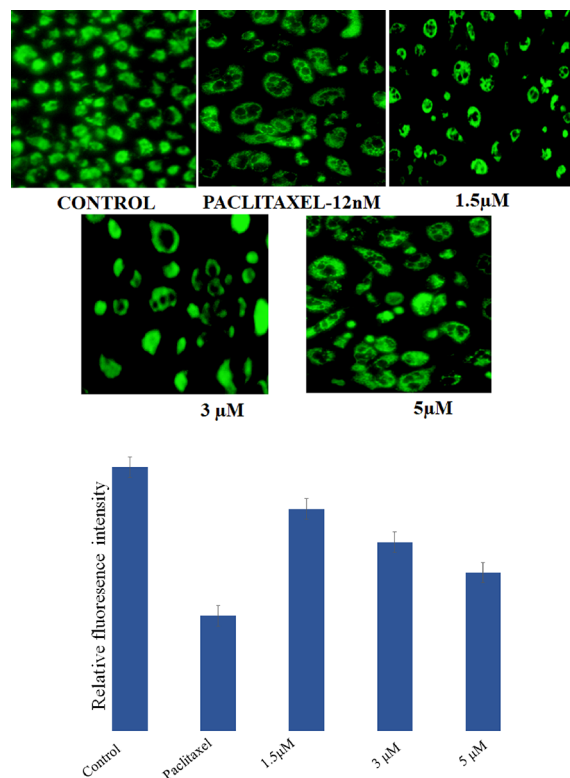 CONTROL PACLITAXEL-12nM 1.5μM
3 μM 5μM
Relative fluoresence intensity
Control Paclitaxel 1.5μM 3 μM 5 μM